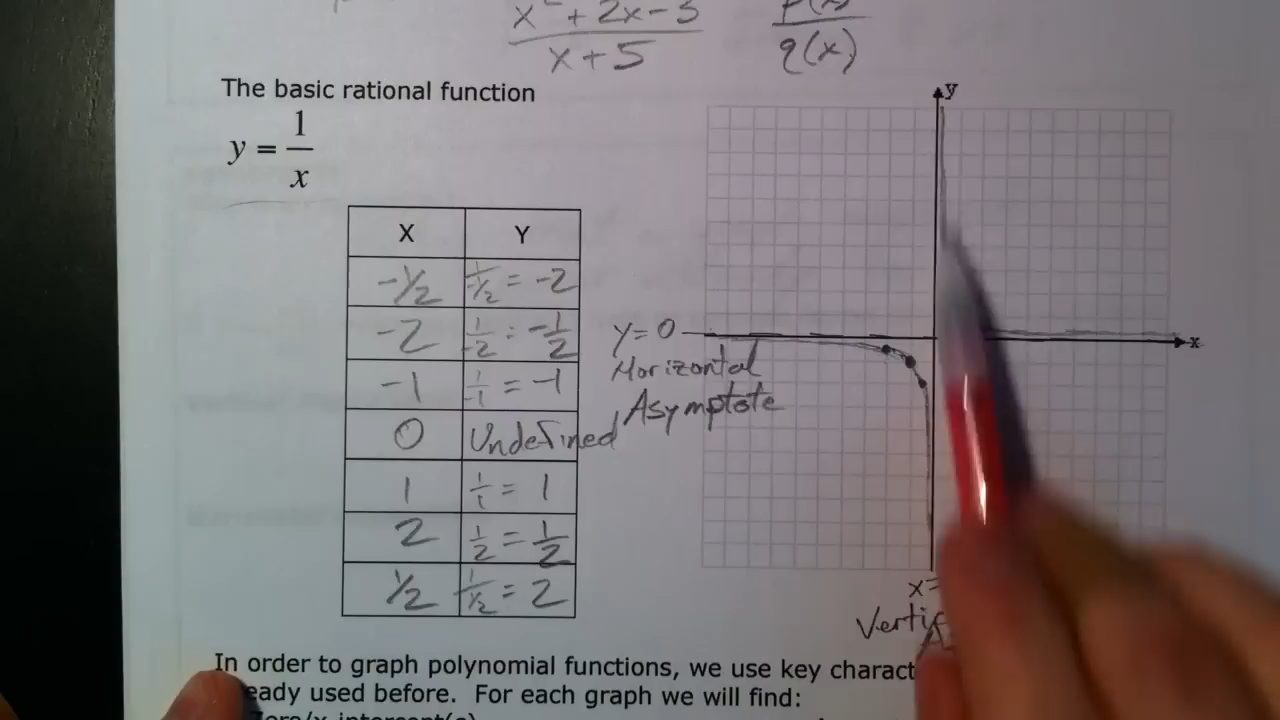 x² + 2x - 3
x + 5
q(x)
The basic rational function
y = 1/x
y
X Y
-1/2 1/-1/2 = -2
-2 1/-2 = -1/2
-1 1/-1 = -1
0 Undefined
1 1/1 = 1
2 1/2 = 1/2
1/2 1/1/2 = 2
y = 0
Horizontal
Asymptote
x
x =
In order to graph polynomial functions, we use key
used before. For each graph we will find: